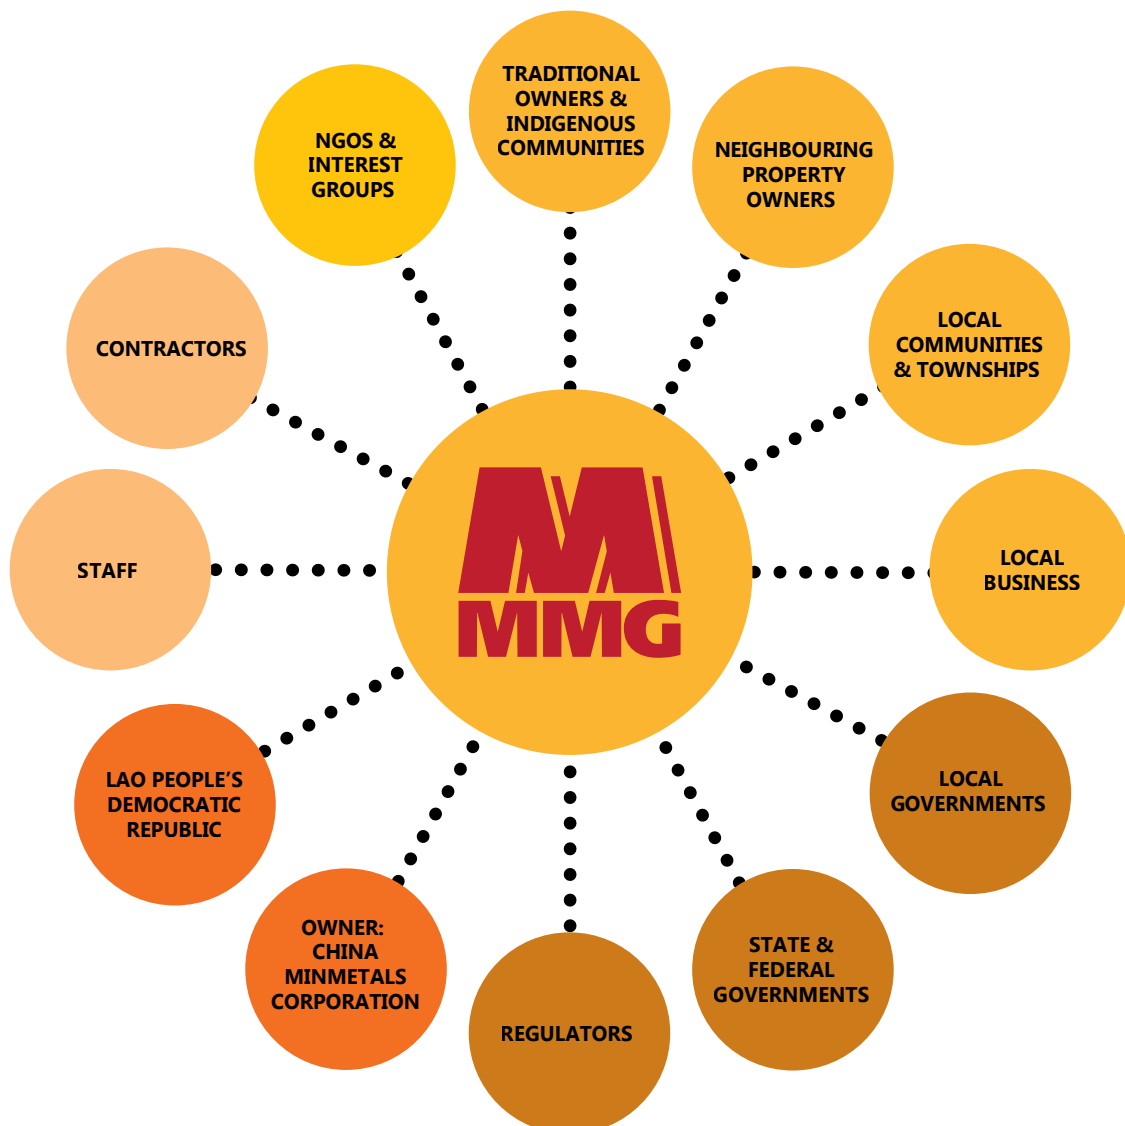 TRADITIONAL
OWNERS &
INDIGENOUS
COMMUNITIES
NEIGHBOURING
PROPERTY
OWNERS
LOCAL
COMMUNITIES
& TOWNSHIPS
LOCAL
BUSINESS
LOCAL
GOVERNMENTS
STATE &
FEDERAL
GOVERNMENTS
REGULATORS
OWNER:
CHINA
MINMETALS
CORPORATION
LAO PEOPLE’S
DEMOCRATIC
REPUBLIC
STAFF
CONTRACTORS
NGOS &
INTEREST
GROUPS
MMG